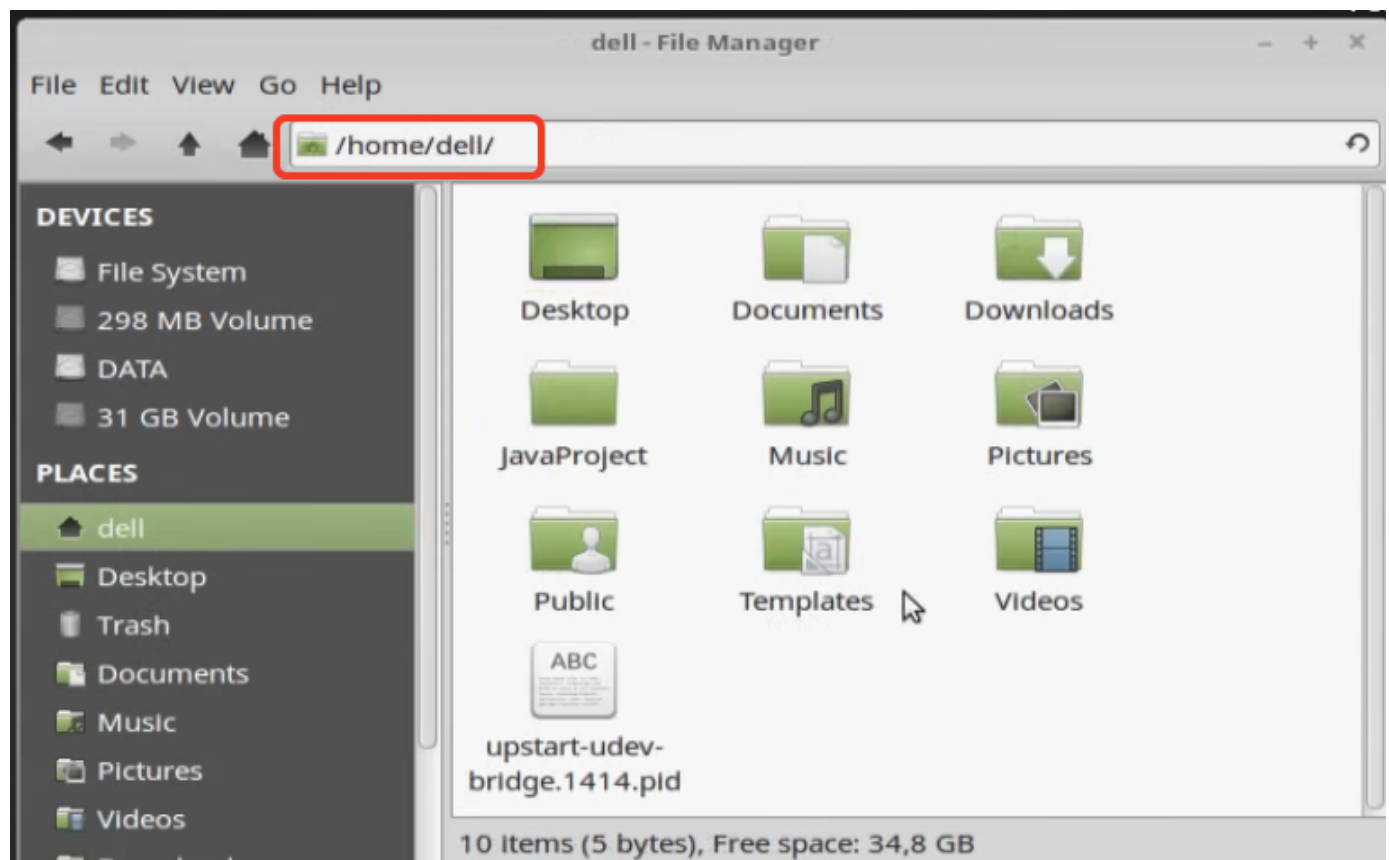 dell - File Manager
File Edit View Go Help
/home/dell/
DEVICES
File System
298 MB Volume
DATA
31 GB Volume
PLACES
dell
Desktop
Trash
Documents
Music
Pictures
Videos
Desktop Documents Downloads
JavaProject Music Pictures
Public Templates Videos
ABC
upstart-udev-
bridge.1414.pid
10 items (5 bytes), Free space: 34,8 GB